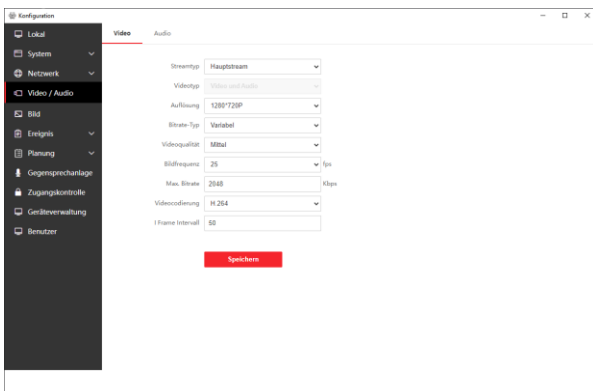 Konfiguration
Lokal
System
Netzwerk
Video / Audio
Bild
Ereignis
Planung
Gegensprechanlage
Zugangskontrolle
Geräteverwaltung
Benutzer
Video Audio
Streamtyp Hauptstream
Videotyp Video und Audio
Auflösung 1280*720P
Bitrate-Typ Variabel
Videoqualität Mittel
Bildfrequenz 25 fps
Max. Bitrate 2048 Kbps
Videocodierung H.264
I Frame Intervall 50
Speichern